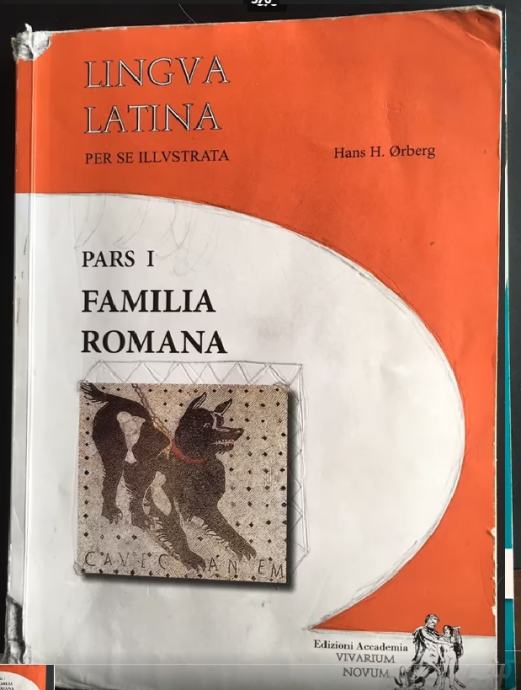 LINGVA
LATINA
PER SE ILLVSTRATA
Hans H. Ørberg
PARS I
FAMILIA
ROMANA
CAVE CANEM
Edizioni Accademia
VIVARIUM
NOVUM